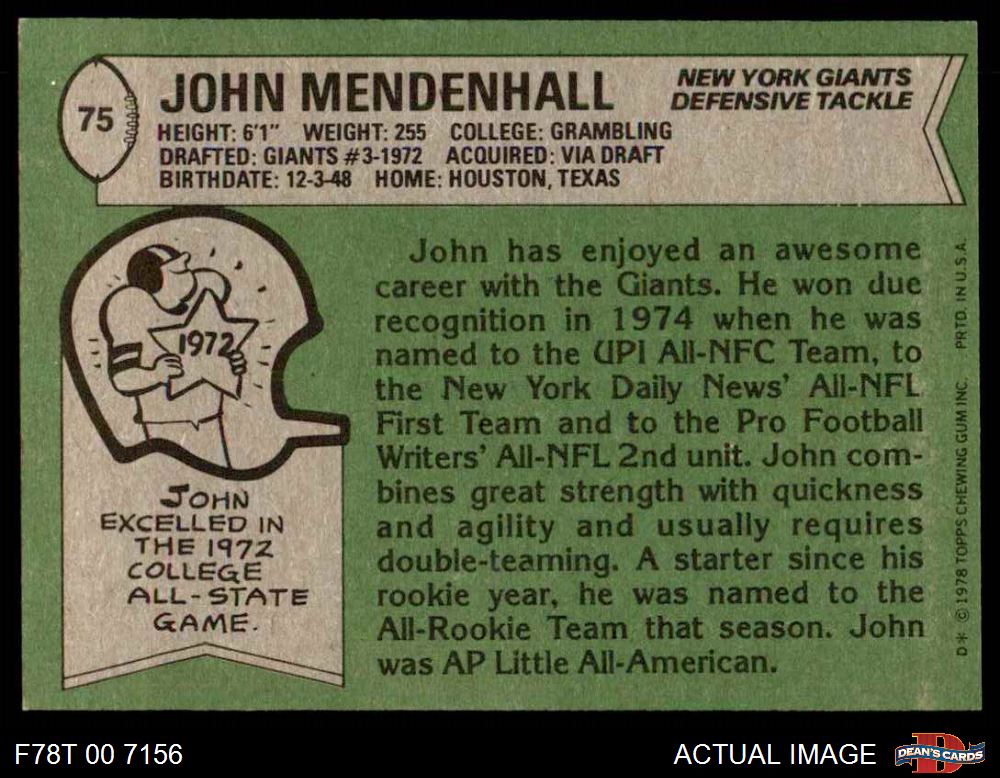 75
JOHN MENDENHALL
NEW YORK GIANTS
DEFENSIVE TACKLE
HEIGHT: 6'1" WEIGHT: 255 COLLEGE: GRAMBLING
DRAFTED: GIANTS #3-1972 ACQUIRED: VIA DRAFT
BIRTHDATE: 12-3-48 HOME: HOUSTON, TEXAS
1972
JOHN
EXCELLED IN
THE 1972
COLLEGE
ALL-STATE
GAME.
John has enjoyed an awesome
career with the Giants. He won due
recognition in 1974 when he was
named to the UPI All-NFC Team, to
the New York Daily News' All-NFL
First Team and to the Pro Football
Writers' All-NFL 2nd unit. John com-
bines great strength with quickness
and agility and usually requires
double-teaming. A starter since his
rookie year, he was named to the
All-Rookie Team that season. John
was AP Little All-American.
D* © 1978 TOPPS CHEWING GUM INC. PRTD. IN U.S.A.
F78T 00 7156
ACTUAL IMAGE
D
DEAN'S CARDS